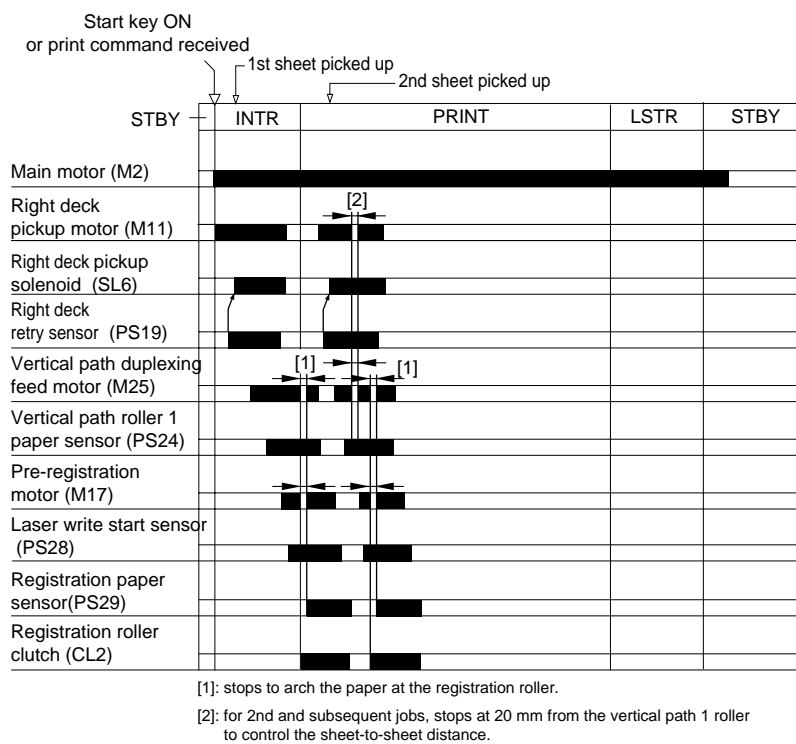 Start key ON
or print command received
1st sheet picked up
2nd sheet picked up
STBY INTR PRINT LSTR STBY
Main motor (M2)
[2]
Right deck
pickup motor (M11)
Right deck pickup
solenoid (SL6)
Right deck
retry sensor (PS19)
Vertical path duplexing
feed motor (M25)
[1] [1]
Vertical path roller 1
paper sensor (PS24)
Pre-registration
motor (M17)
Laser write start sensor
(PS28)
Registration paper
sensor(PS29)
Registration roller
clutch (CL2)
[1]: stops to arch the paper at the registration roller.
[2]: for 2nd and subsequent jobs, stops at 20 mm from the vertical path 1 roller
to control the sheet-to-sheet distance.